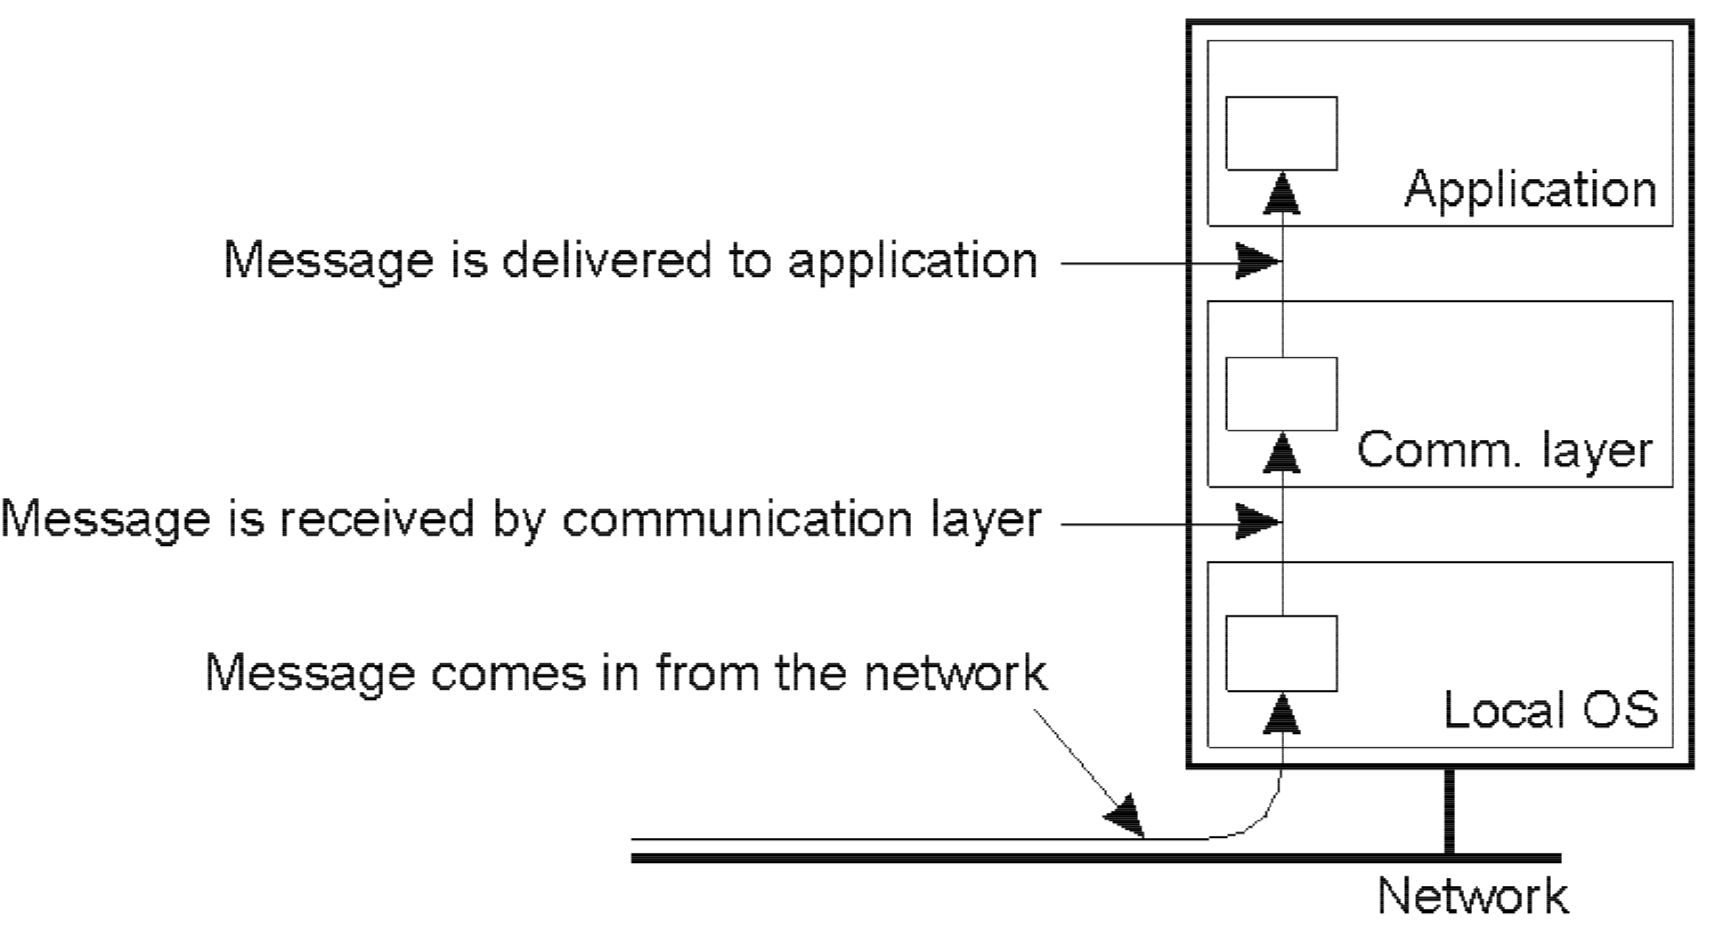 Application
Message is delivered to application
Comm. layer
Message is received by communication layer
Message comes in from the network
Local OS
Network